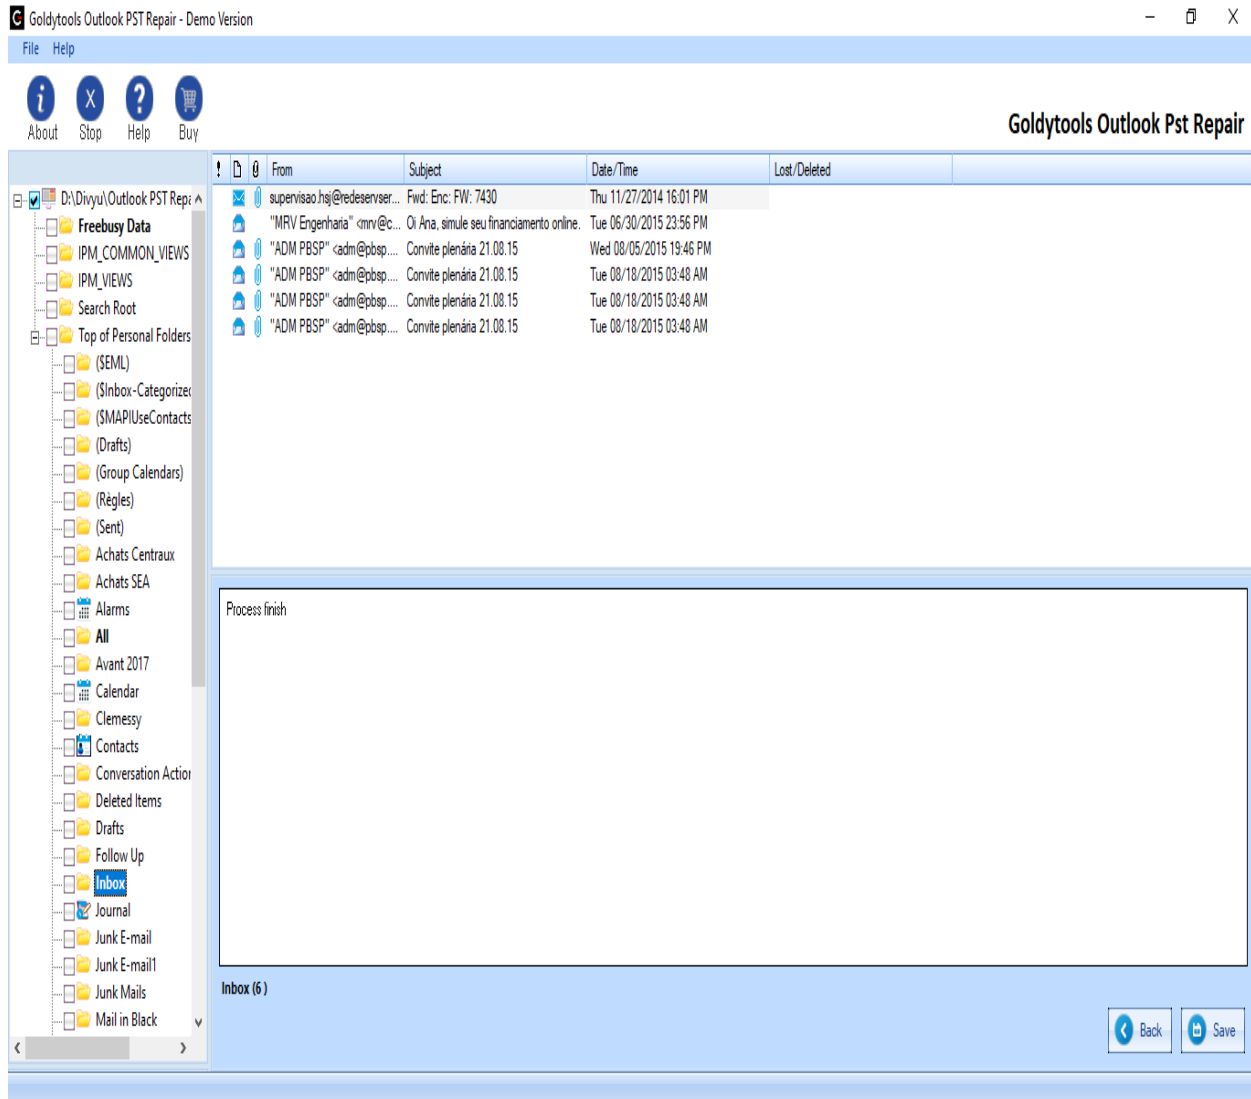 Goldytools Outlook PST Repair - Demo Version
File Help
About Stop Help Buy
Goldytools Outlook Pst Repair
From Subject Date/Time Lost/Deleted
supervisao.hsj@redeservser... Fwd: Enc: FW: 7430 Thu 11/27/2014 16:01 PM
"MRV Engenharia" <mrv@c... Oi Ana, simule seu financiamento online. Tue 06/30/2015 23:56 PM
"ADM PBSP" <adm@pbsp.... Convite plenária 21.08.15 Wed 08/05/2015 19:46 PM
"ADM PBSP" <adm@pbsp.... Convite plenária 21.08.15 Tue 08/18/2015 03:48 AM
"ADM PBSP" <adm@pbsp.... Convite plenária 21.08.15 Tue 08/18/2015 03:48 AM
"ADM PBSP" <adm@pbsp.... Convite plenária 21.08.15 Tue 08/18/2015 03:48 AM
D:\Divyu\Outlook PST Repa
Freebusy Data
IPM_COMMON_VIEWS
IPM_VIEWS
Search Root
Top of Personal Folders
($EML)
($Inbox-Categorized
($MAPIUseContacts
(Drafts)
(Group Calendars)
(Règles)
(Sent)
Achats Centraux
Achats SEA
Alarms
All
Avant 2017
Calendar
Clemessy
Contacts
Conversation Action
Deleted Items
Drafts
Follow Up
Inbox
Journal
Junk E-mail
Junk E-mail1
Junk Mails
Mail in Black
Process finish
Inbox (6 )
Back Save